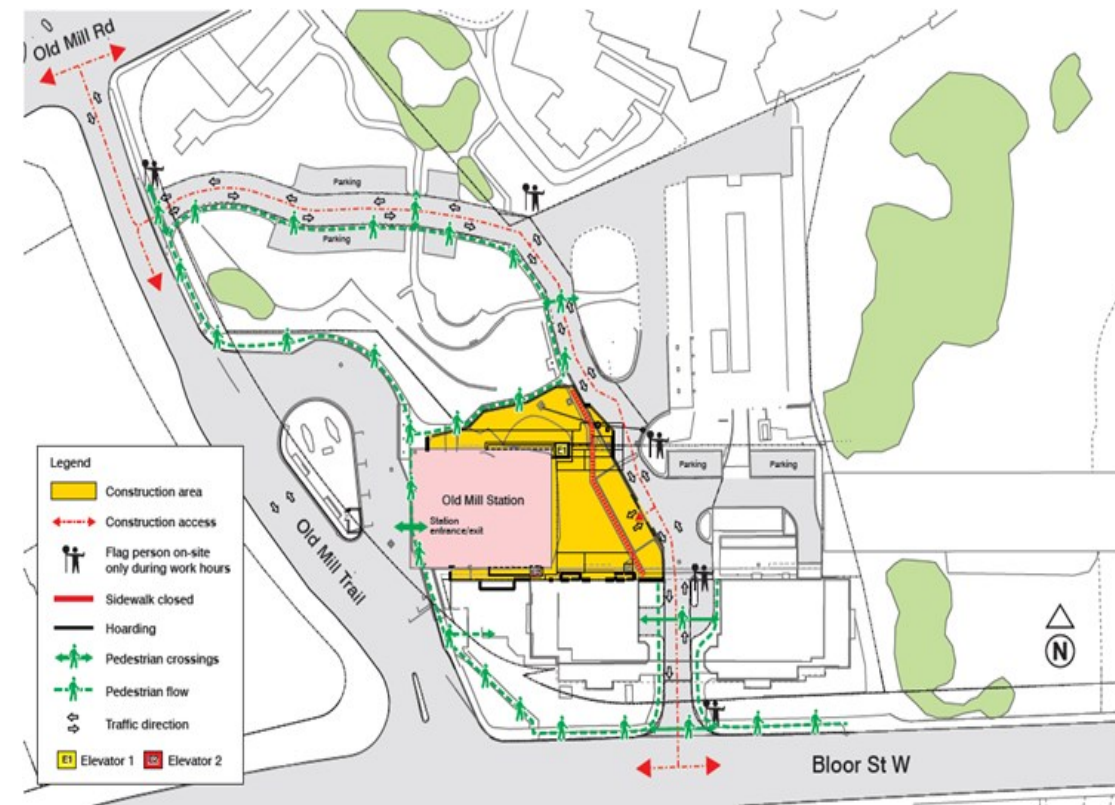 Old Mill Rd
Parking
Parking
E1
Parking
Parking
Old Mill Station
Station
entrance/exit
Old Mill Trail
Bloor St W
N
Legend
Construction area
Construction access
Flag person on-site
only during work hours
Sidewalk closed
Hoarding
Pedestrian crossings
Pedestrian flow
Traffic direction
E1 Elevator 1
Elevator 2